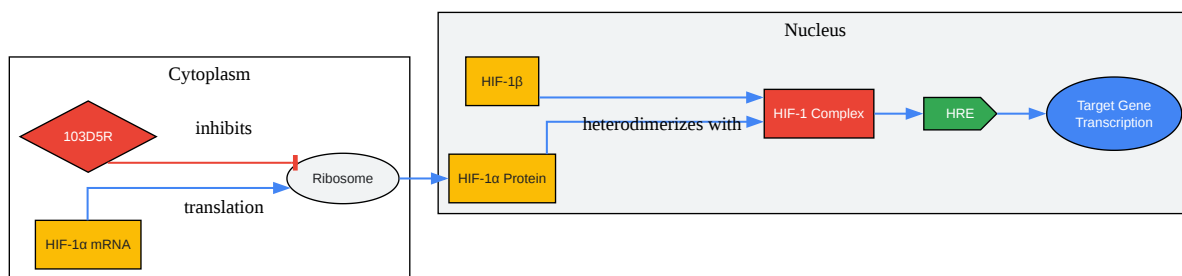 Nucleus
Cytoplasm
HIF-1β
103D5R
inhibits
HIF-1 Complex
HRE
Target Gene
Transcription
heterodimerizes with
Ribosome
HIF-1α Protein
translation
HIF-1α mRNA